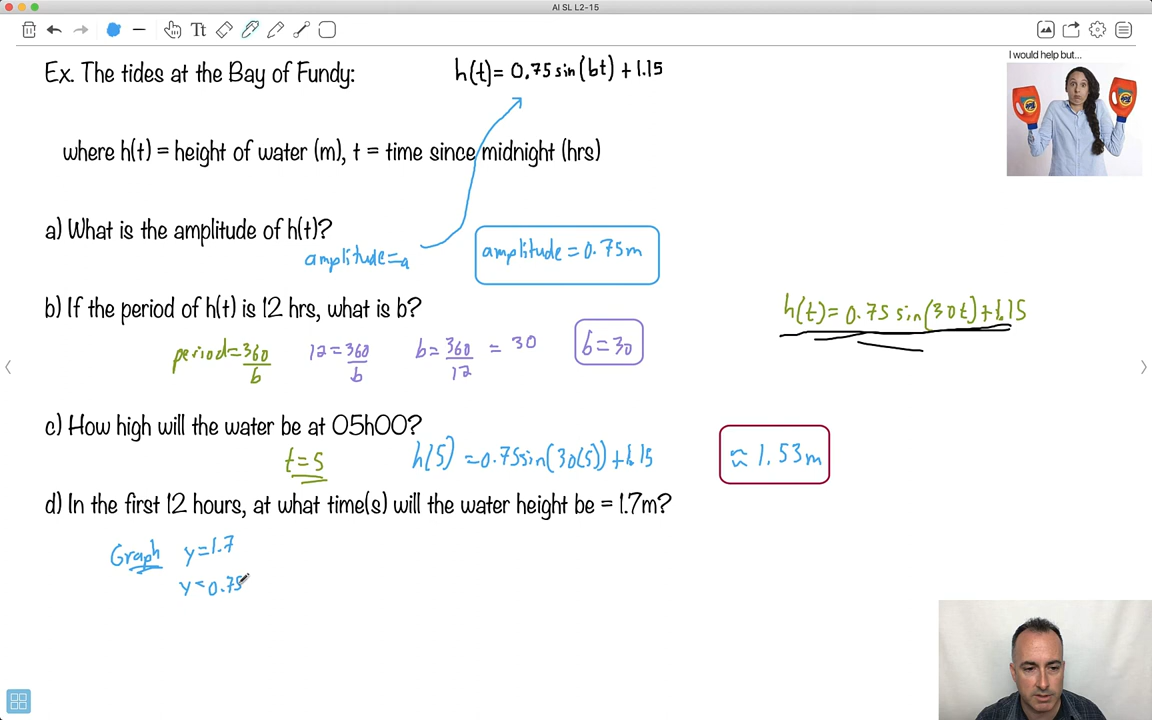 AI SL L2-15
Tt
I would help but...
Ex. The tides at the Bay of Fundy:
h(t)= 0.75 sin(bt) + 1.15
where h(t) = height of water (m), t = time since midnight (hrs)
a) What is the amplitude of h(t)?
amplitude=a
amplitude = 0.75m
b) If the period of h(t) is 12 hrs, what is b?
h(t)= 0.75 sin(30t)+1.15
period=360/b 12=360/b b=360/12 = 30 b=30
c) How high will the water be at 05h00?
t=5 h(5) =0.75sin(30(5))+1.15 ≈ 1.53m
d) In the first 12 hours, at what time(s) will the water height be = 1.7m?
Graph y=1.7
y=0.75